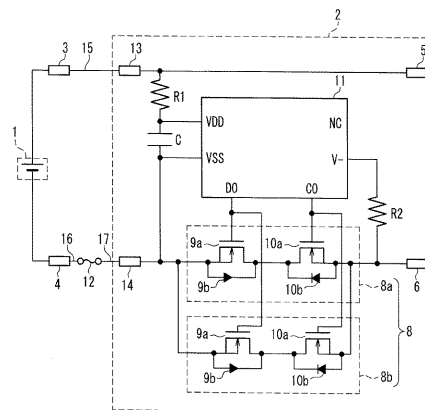 2
3 15 13 5
11
R1
1
VDD NC
C
VSS V-
DO CO
R2
16 17 9a 10a
4 12 14 6
9b 10b 8a
9a 10a 8
9b 10b 8b